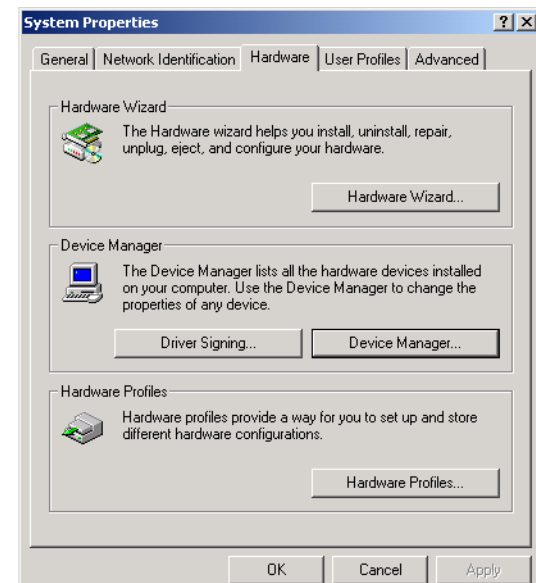 System Properties
General Network Identification Hardware User Profiles Advanced
Hardware Wizard
The Hardware wizard helps you install, uninstall, repair,
unplug, eject, and configure your hardware.
Hardware Wizard...
Device Manager
The Device Manager lists all the hardware devices installed
on your computer. Use the Device Manager to change the
properties of any device.
Driver Signing... Device Manager...
Hardware Profiles
Hardware profiles provide a way for you to set up and store
different hardware configurations.
Hardware Profiles...
OK Cancel Apply